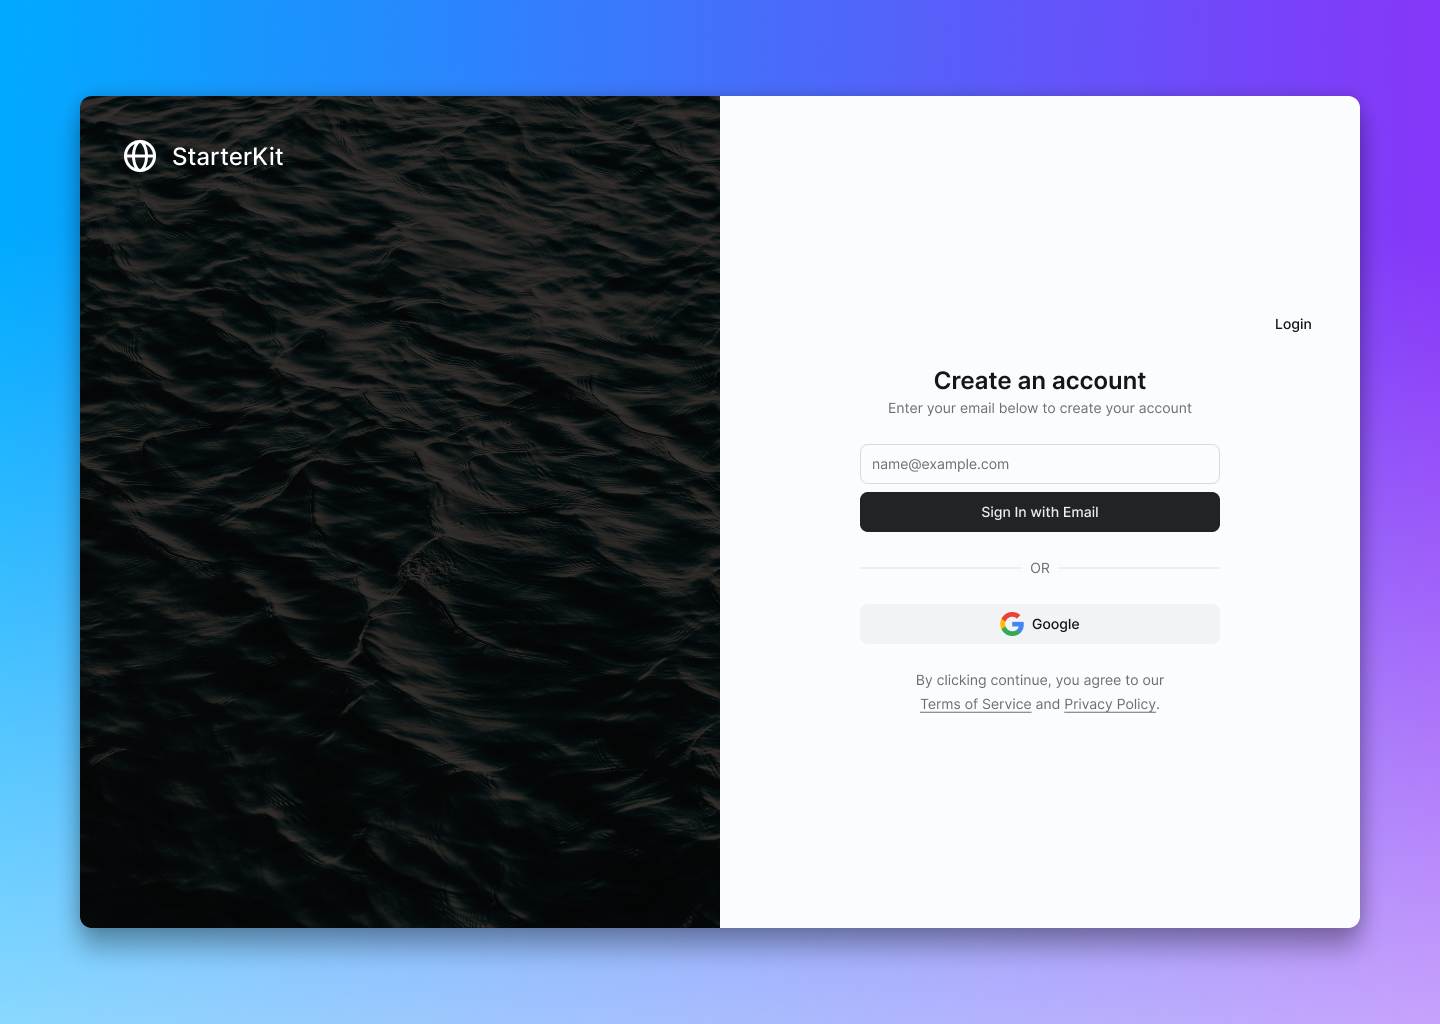 StarterKit
Login
Create an account
Enter your email below to create your account
name@example.com
Sign In with Email
OR
Google
By clicking continue, you agree to our
Terms of Service and Privacy Policy.